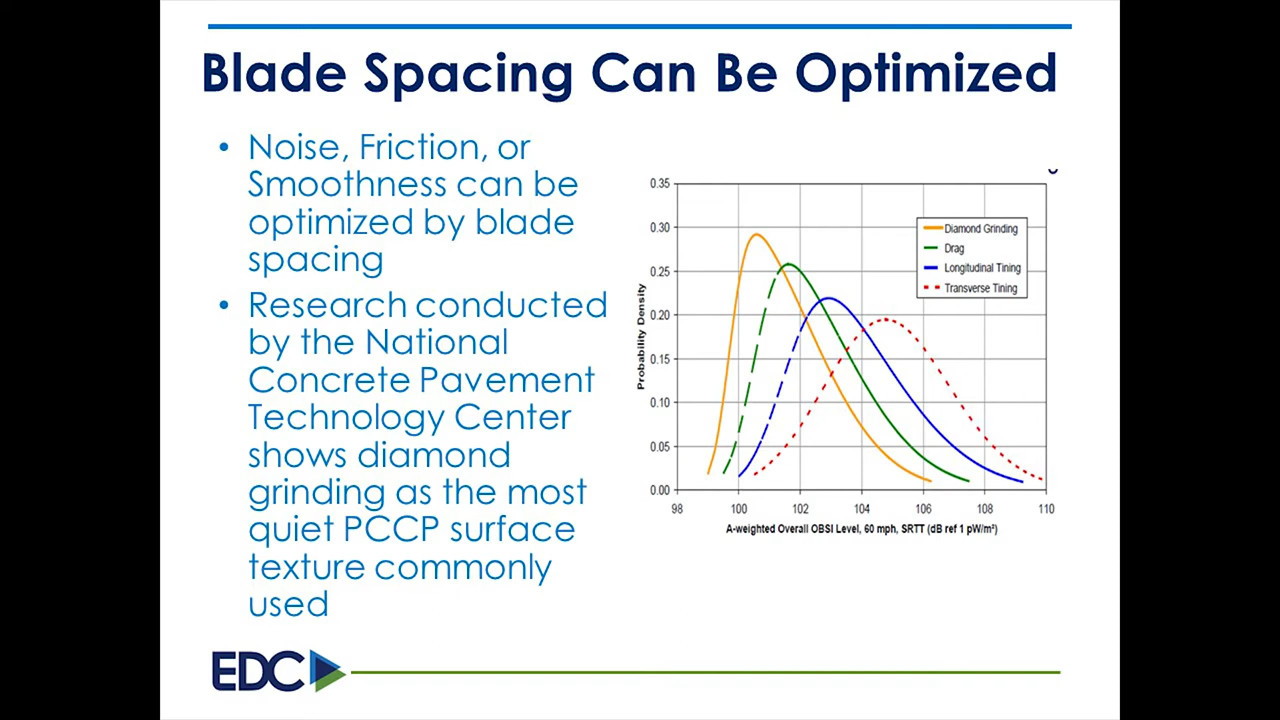 Blade Spacing Can Be Optimized
• Noise, Friction, or
Smoothness can be
optimized by blade
spacing
• Research conducted
by the National
Concrete Pavement
Technology Center
shows diamond
grinding as the most
quiet PCCP surface
texture commonly
used
Probability Density
0.35
0.30
0.25
0.20
0.15
0.10
0.05
0.00
98 100 102 104 106 108 110
A-weighted Overall OBSI Level, 60 mph, SRTT (dB ref 1 pW/m²)
Diamond Grinding
Drag
Longitudinal Tining
Transverse Tining
EDC